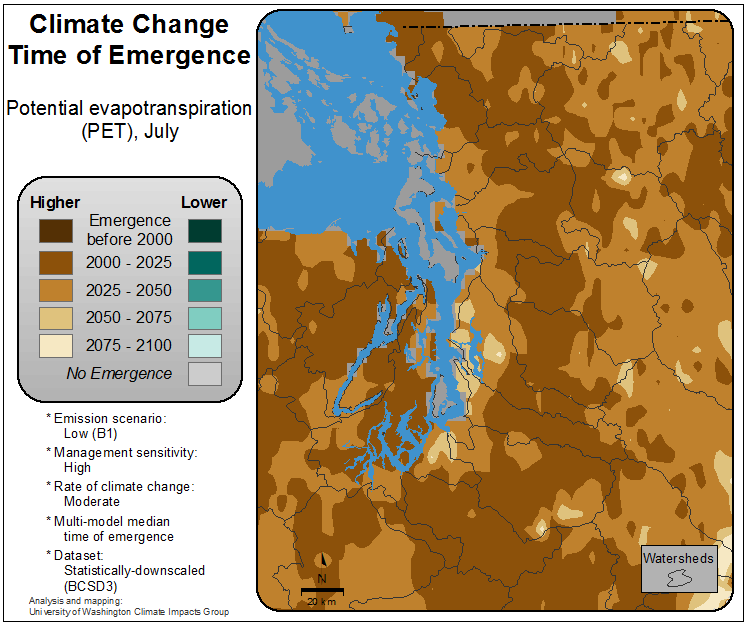 Climate Change
Time of Emergence
Potential evapotranspiration
(PET), July
Higher
Lower
Emergence
before 2000
2000 - 2025
2025 - 2050
2050 - 2075
2075 - 2100
No Emergence
* Emission scenario:
Low (B1)
* Management sensitivity:
High
* Rate of climate change:
Moderate
* Multi-model median
time of emergence
* Dataset:
Statistically-downscaled
(BCSD3)
Analysis and mapping:
University of Washington Climate Impacts Group
N
20 km
Watersheds